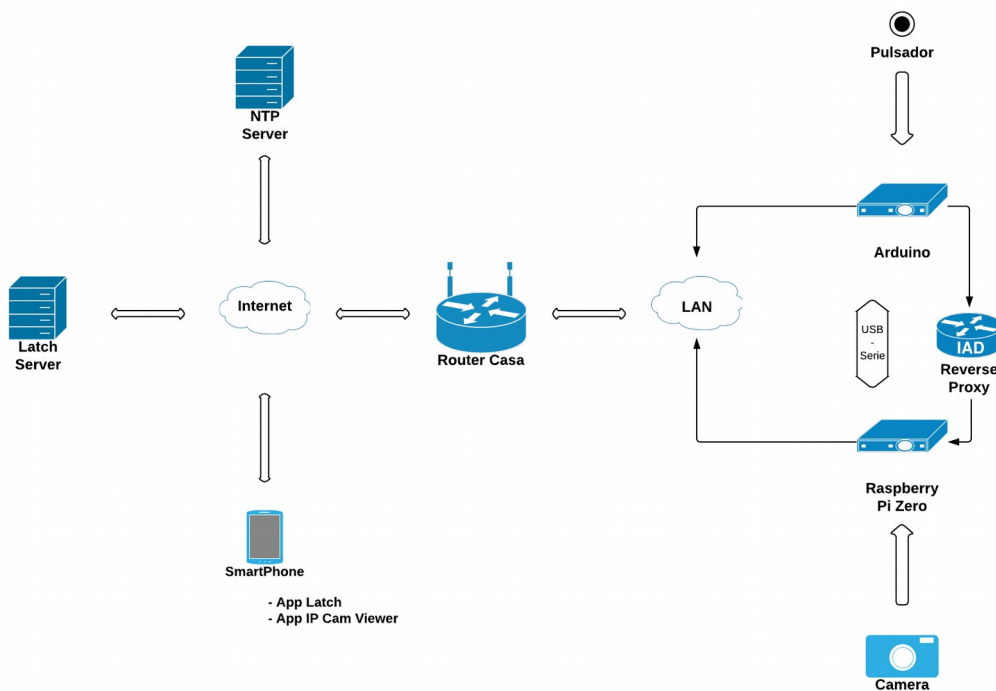 Pulsador
NTP
Server
Arduino
Internet
LAN
Latch
Server
Router Casa
USB
-
Serie
IAD
Reverse
Proxy
Raspberry
Pi Zero
SmartPhone
- App Latch
- App IP Cam Viewer
Camera